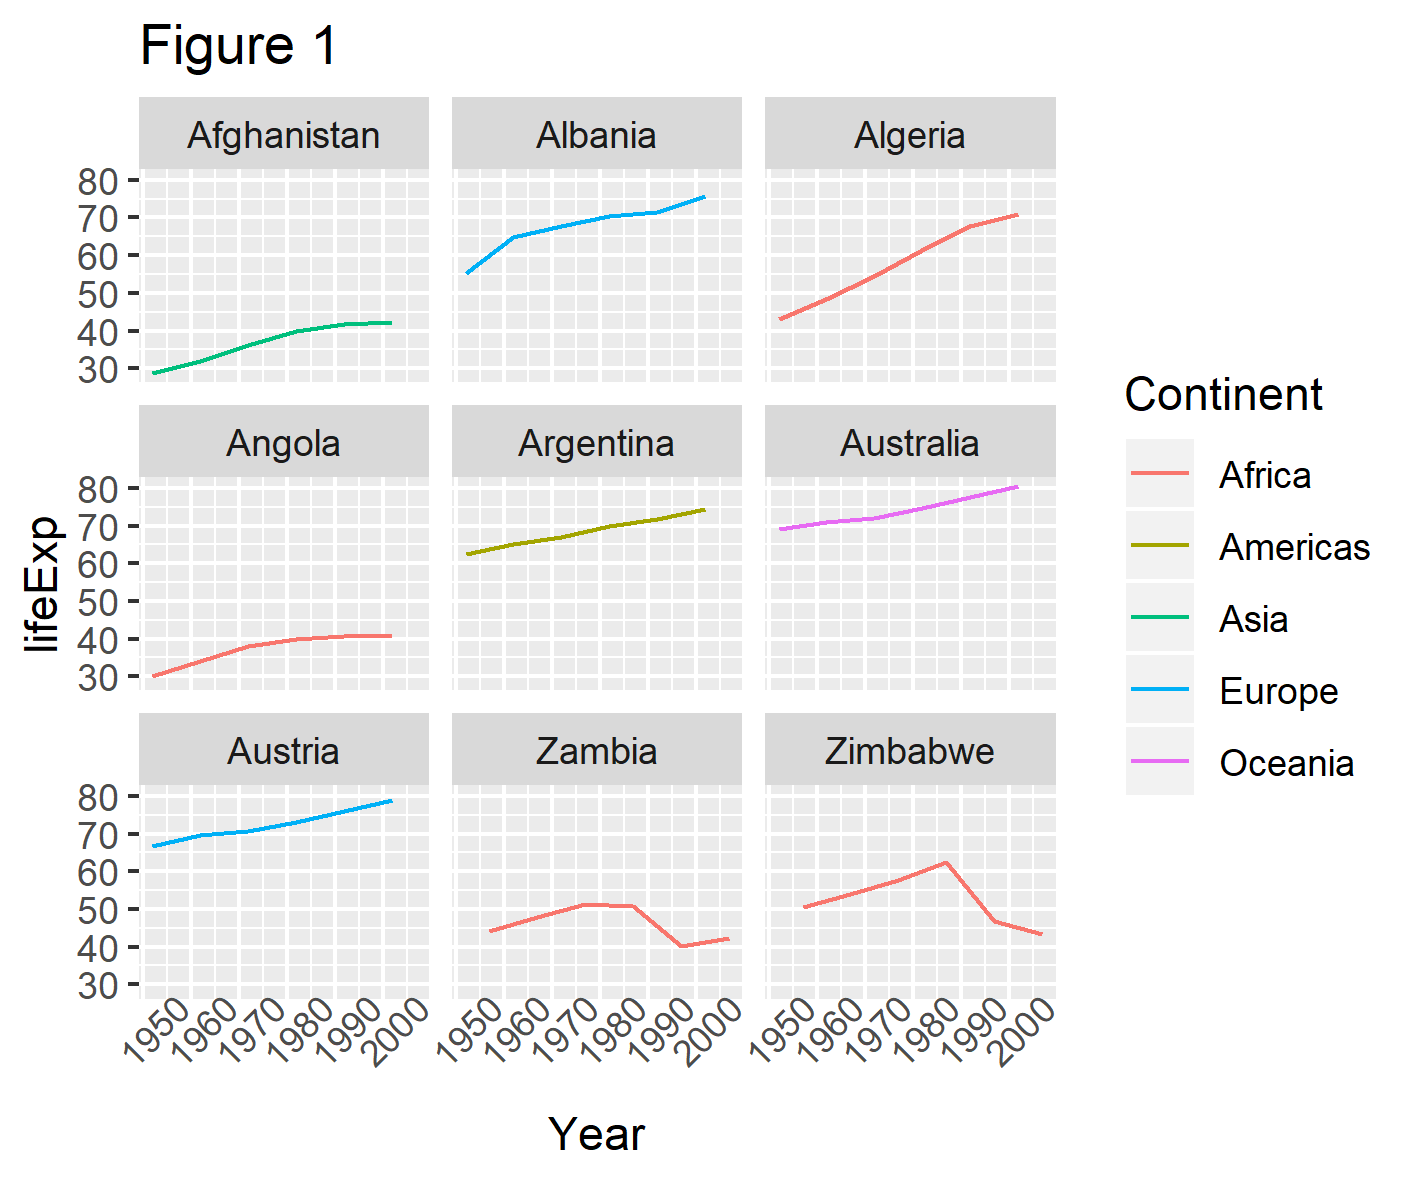 Figure 1
Afghanistan
Albania
Algeria
80
70
60
50
40
30
Angola
Argentina
Australia
80
70
60
50
40
30
Austria
Zambia
Zimbabwe
80
70
60
50
40
30
1950 1960 1970 1980 1990 2000
1950 1960 1970 1980 1990 2000
1950 1960 1970 1980 1990 2000
lifeExp
Year
Continent
Africa
Americas
Asia
Europe
Oceania